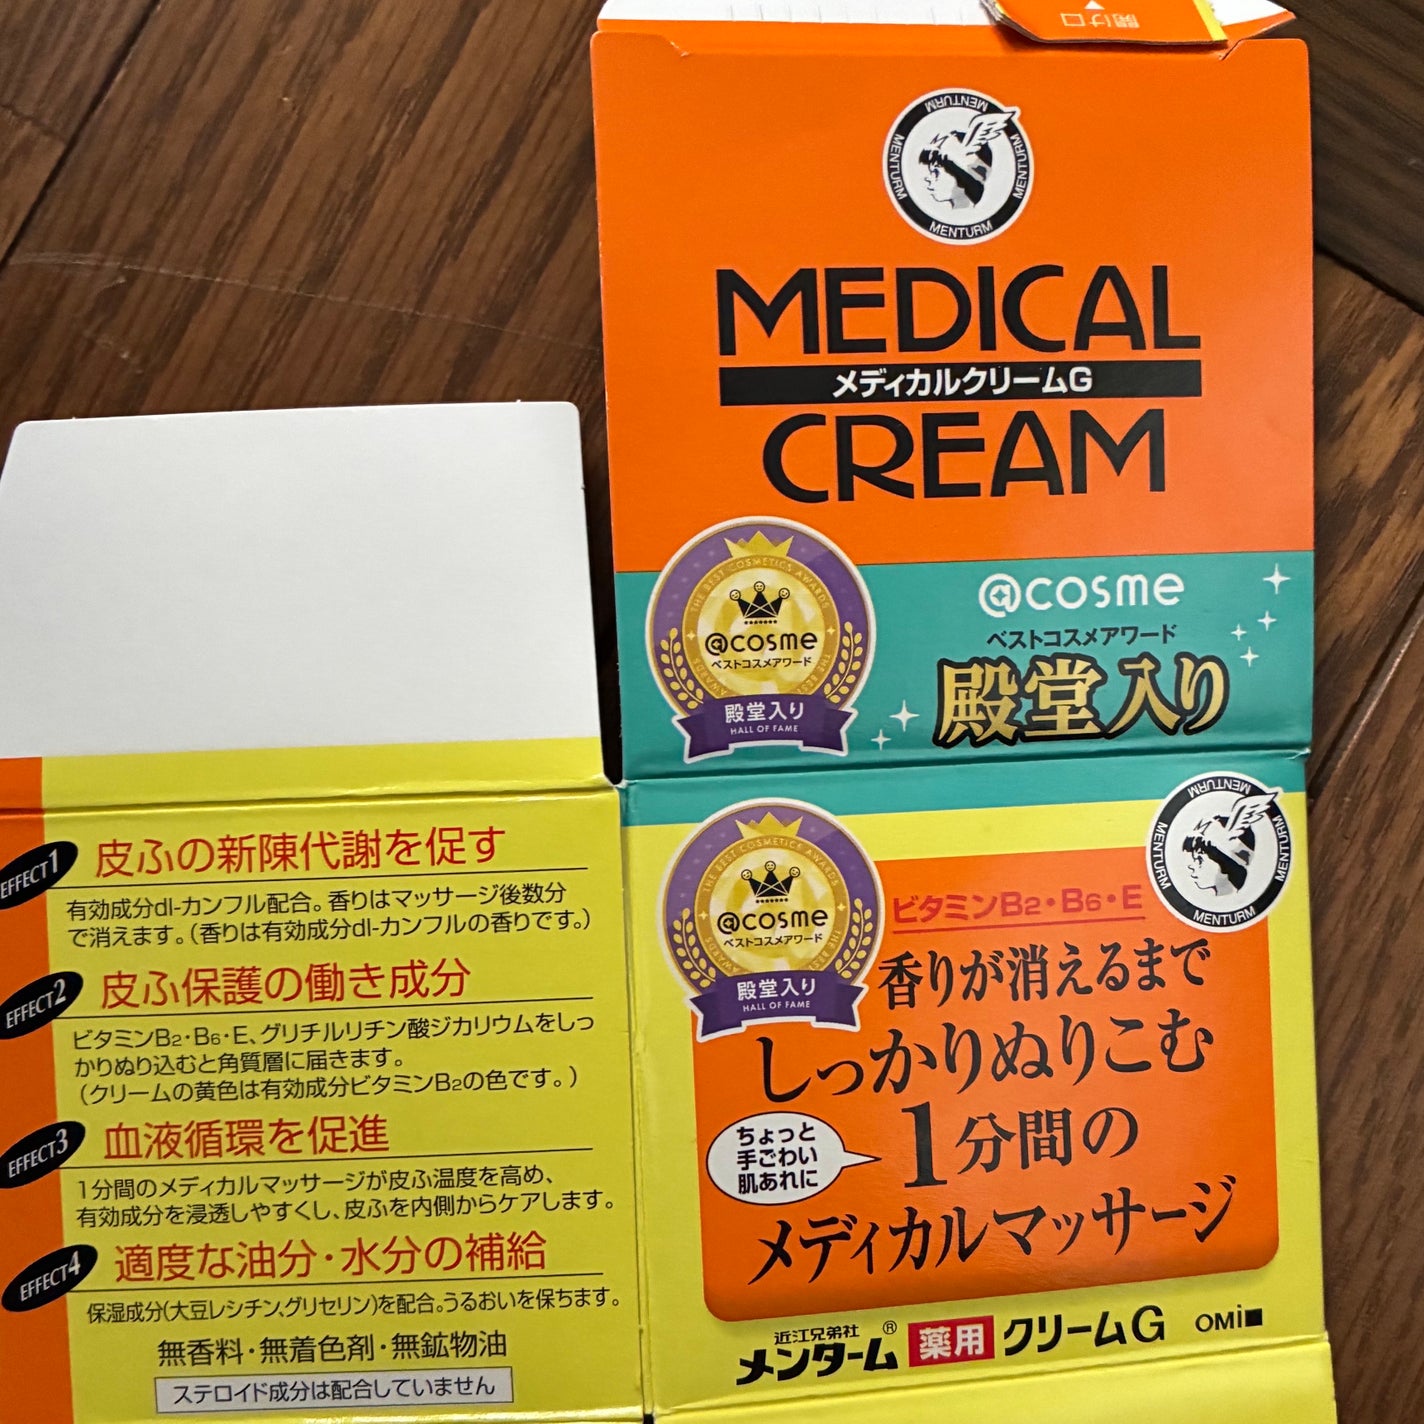 開け口
MENTURM MENTURM MENTURM MENTURM
MEDICAL
メディカルクリームG
CREAM
THE BEST COSMETICS AWARDS
@cosme
ベストコスメアワード
殿堂入り
HALL OF FAME
@cosme
ベストコスメアワード
殿堂入り
EFFECT1 皮ふの新陳代謝を促す
有効成分dl-カンフル配合。香りはマッサージ後数分
で消えます。(香りは有効成分dl-カンフルの香りです。)
EFFECT2 皮ふ保護の働き成分
ビタミンB2・B6・E、グリチルリチン酸ジカリウムをしっ
かりぬり込むと角質層に届きます。
(クリームの黄色は有効成分ビタミンB2の色です。)
EFFECT3 血液循環を促進
1分間のメディカルマッサージが皮ふ温度を高め、
有効成分を浸透しやすくし、皮ふを内側からケアします。
EFFECT4 適度な油分・水分の補給
保湿成分(大豆レシチン,グリセリン)を配合。うるおいを保ちます。
無香料・無着色剤・無鉱物油
ステロイド成分は配合していません
THE BEST COSMETICS AWARDS
@cosme
ベストコスメアワード
殿堂入り
HALL OF FAME
MENTURM MENTURM MENTURM MENTURM
ビタミンB2・B6・E
香りが消えるまで
しっかりぬりこむ
1分間の
メディカルマッサージ
ちょっと
手ごわい
肌あれに
近江兄弟社
メンターム® 薬用 クリームG OMI